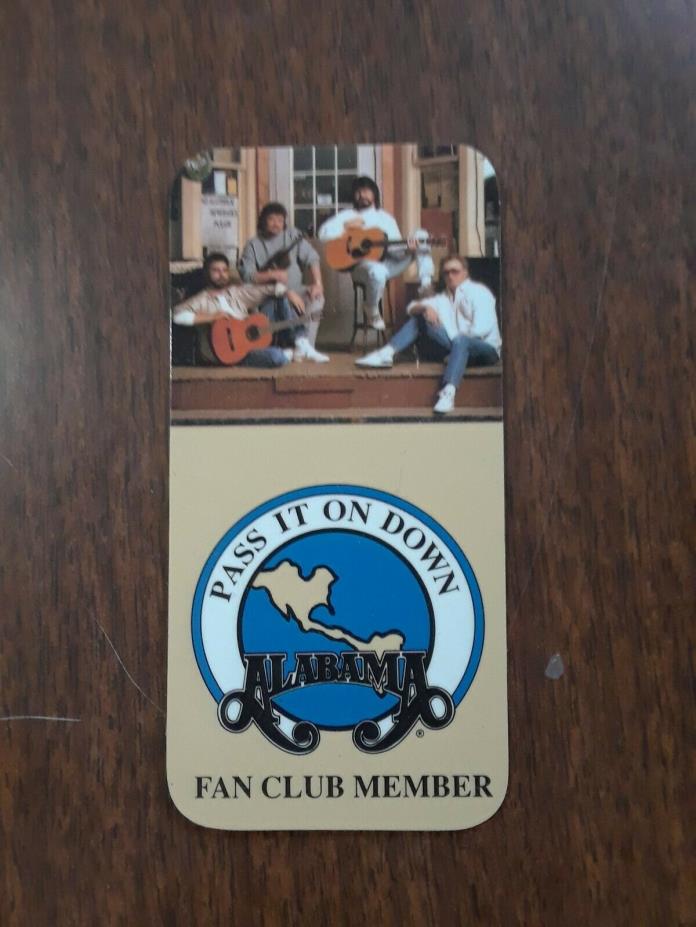 PASS IT ON DOWN
ALABAMA
®
FAN CLUB MEMBER